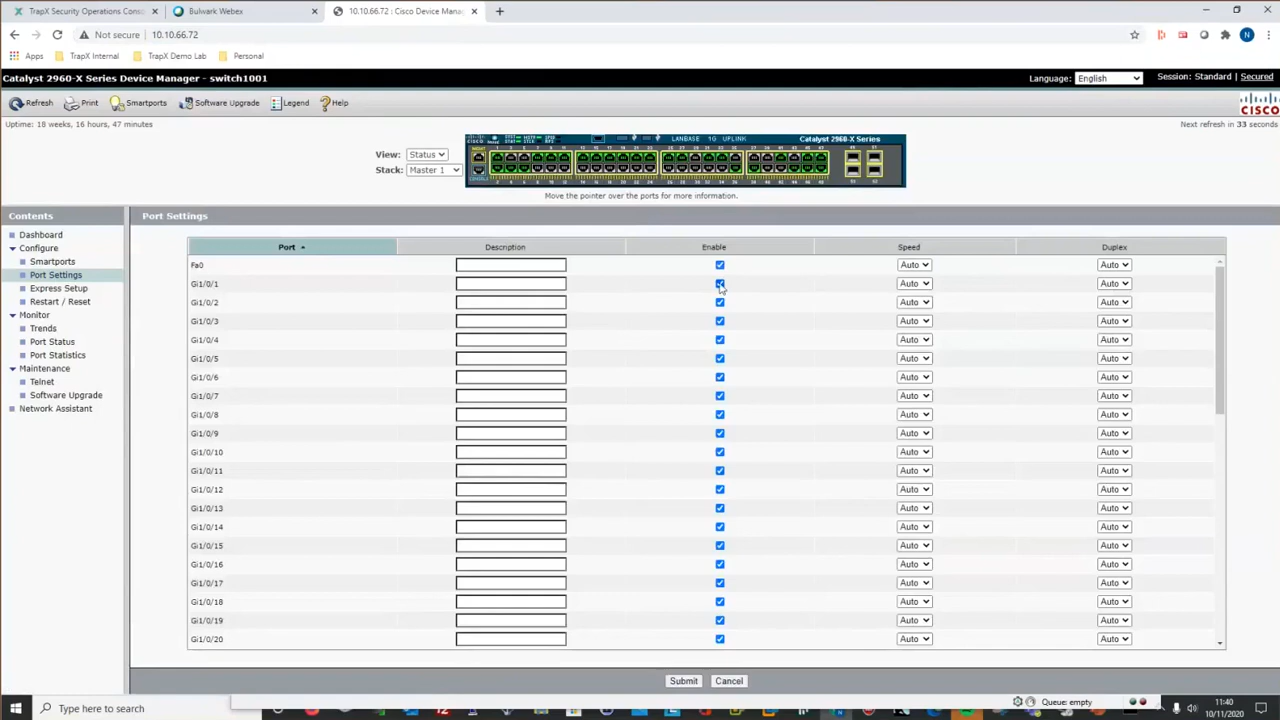 TrapX Security Operations Conso
Bulwark Webex
10.10.66.72 : Cisco Device Mana
Not secure
10.10.66.72
N
Apps
TrapX Internal
TrapX Demo Lab
Personal
Catalyst 2960-X Series Device Manager - switch1001
Language:
English
Session: Standard | Secured
Refresh
Print
Smartports
Software Upgrade
Legend
Help
CISCO
Uptime: 18 weeks, 16 hours, 47 minutes
Next refresh in 33 seconds
LANBASE 1G UPLINK
Catalyst 2960-X Series
View:
Status
Stack:
Master 1
Move the pointer over the ports for more information.
Contents
Dashboard
Configure
Smartports
Port Settings
Express Setup
Restart / Reset
Monitor
Trends
Port Status
Port Statistics
Maintenance
Telnet
Software Upgrade
Network Assistant
Port Settings
Port Description Enable Speed Duplex
Fa0 Auto Auto
Gi1/0/1 Auto Auto
Gi1/0/2 Auto Auto
Gi1/0/3 Auto Auto
Gi1/0/4 Auto Auto
Gi1/0/5 Auto Auto
Gi1/0/6 Auto Auto
Gi1/0/7 Auto Auto
Gi1/0/8 Auto Auto
Gi1/0/9 Auto Auto
Gi1/0/10 Auto Auto
Gi1/0/11 Auto Auto
Gi1/0/12 Auto Auto
Gi1/0/13 Auto Auto
Gi1/0/14 Auto Auto
Gi1/0/15 Auto Auto
Gi1/0/16 Auto Auto
Gi1/0/17 Auto Auto
Gi1/0/18 Auto Auto
Gi1/0/19 Auto Auto
Gi1/0/20 Auto Auto
Submit
Cancel
Type here to search
Queue: empty
11:40
10/11/2020